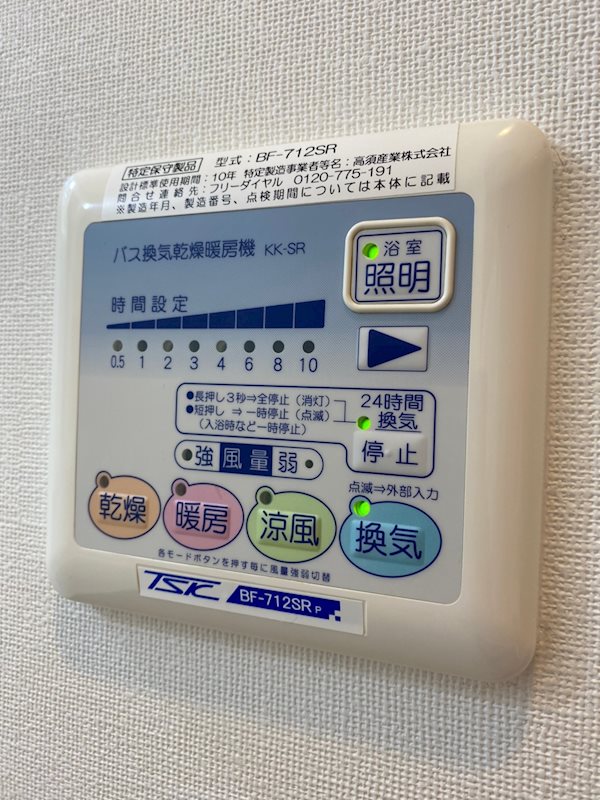 特定保守製品 型式：BF-712SR
設計標準使用期間：10年 特定製造事業者等名：高須産業株式会社
問合せ連絡先：フリーダイヤル 0120-775-191
※製造年月、製造番号、点検期間については本体に記載
バス換気乾燥暖房機 KK-SR
浴室
照明
時間設定
0.5 1 2 3 4 6 8 10
●長押し3秒⇒全停止（消灯）
●短押し ⇒一時停止（点滅）
（入浴時など一時停止）
24時間
換気
停止
強 風量 弱
点滅⇒外部入力
乾燥 暖房 涼風 換気
各モードボタンを押す毎に風量強弱切替
TSK BF-712SR P